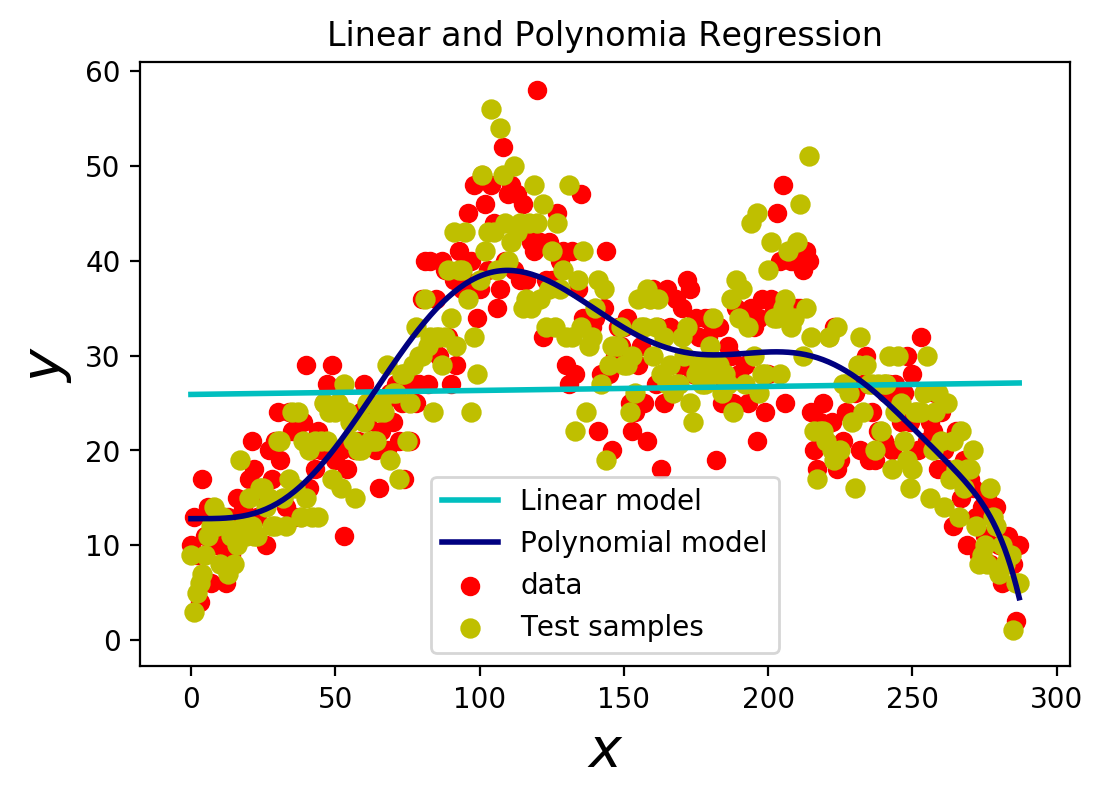 Linear and Polynomia Regression
60
50
40
30
20
10
0
y
Linear model
Polynomial model
data
Test samples
0 50 100 150 200 250 300
x